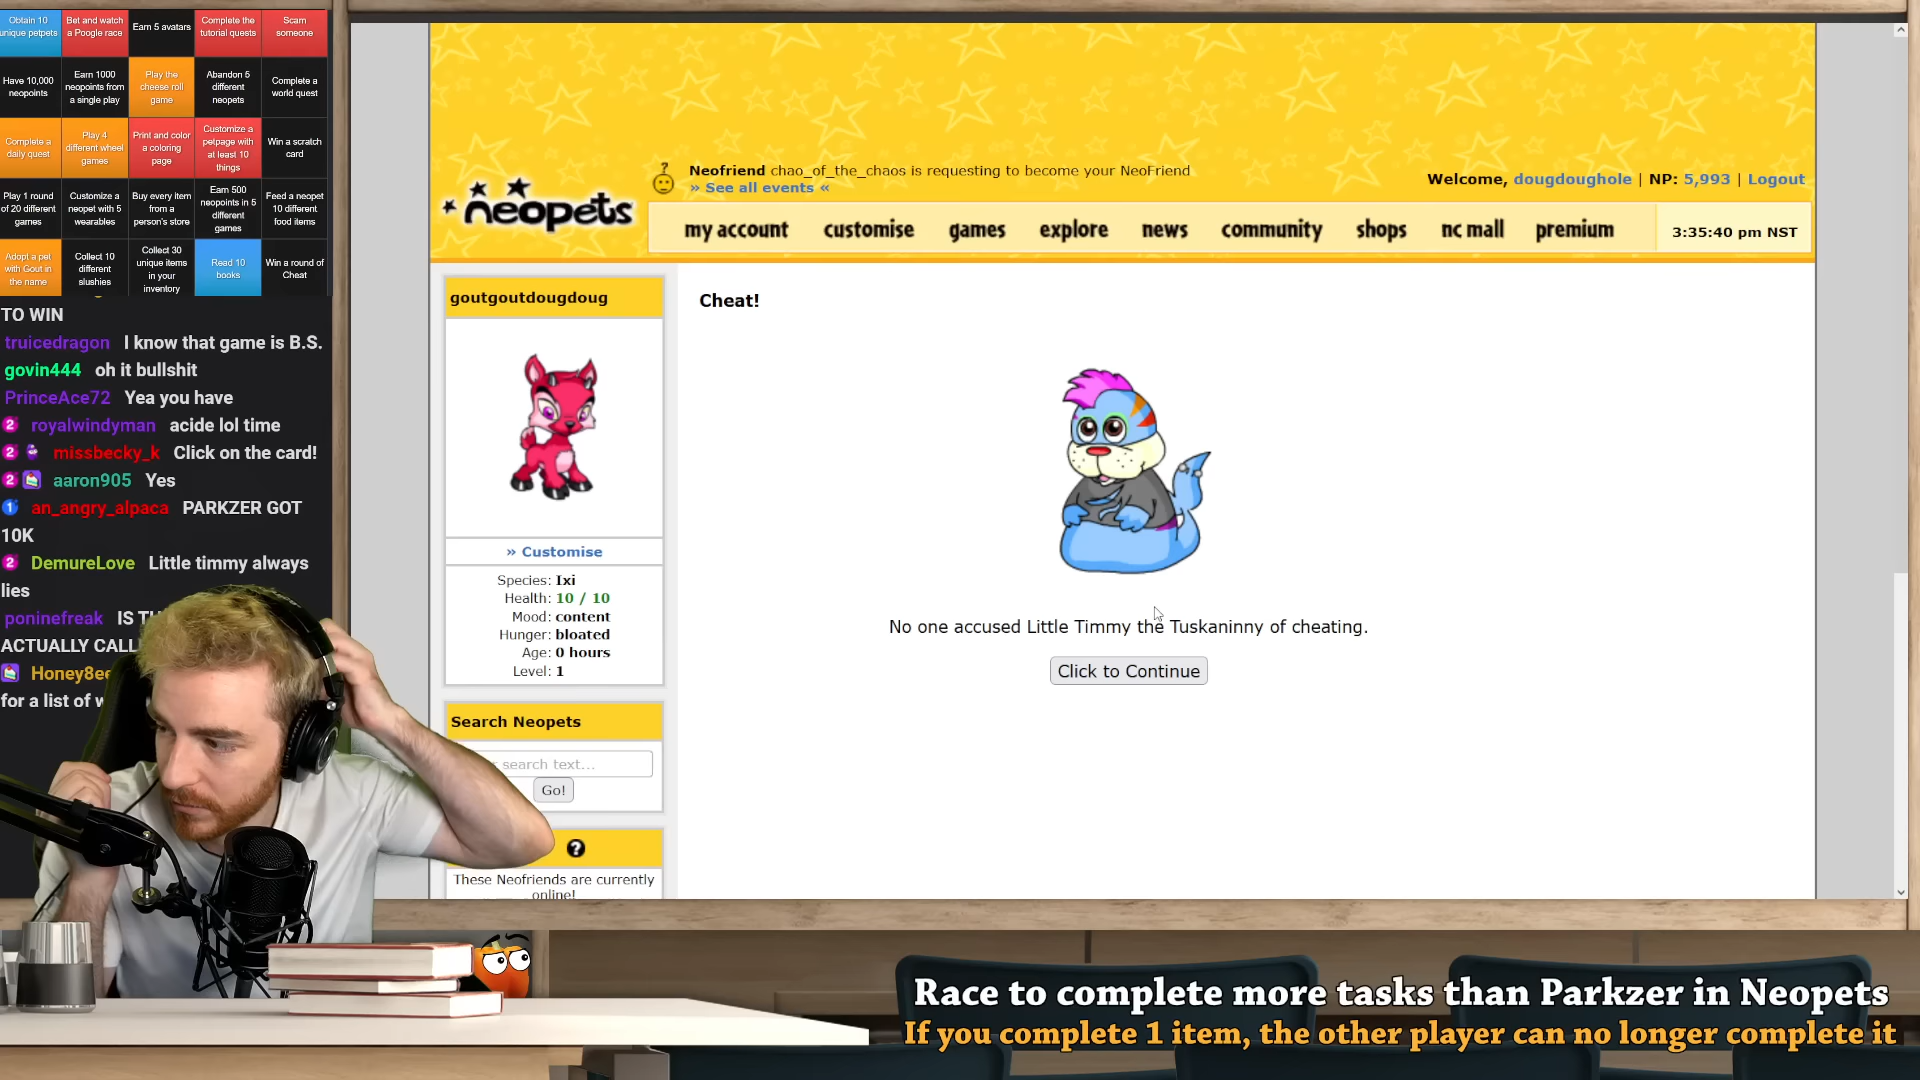 Obtain 10
unique petpets
Bet and watch
a Poogle race
Earn 5 avatars
Complete the
tutorial quests
Scam
someone
Have 10,000
neopoints
Earn 1000
neopoints from
a single play
Play the
cheese roll
game
Abandon 5
different
neopets
Complete a
world quest
Complete a
daily quest
Play 4
different wheel
games
Print and color
a coloring
page
Customize a
petpage with
at least 10
things
Win a scratch
card
Play 1 round
of 20 different
games
Customize a
neopet with 5
wearables
Buy every item
from a
person's store
Earn 500
neopoints in 5
different
games
Feed a neopet
10 different
food items
Adopt a pet
with Gout in
the name
Collect 10
different
slushies
Collect 30
unique items
in your
inventory
Read 10
books
Win a round of
Cheat
TO WIN
truicedragon I know that game is B.S.
govin444 oh it bullshit
PrinceAce72 Yea you have
2 royalwindyman acide lol time
2 missbecky_k Click on the card!
2 aaron905 Yes
1 an_angry_alpaca PARKZER GOT
10K
2 DemureLove Little timmy always
lies
poninefreak IS
ACTUALLY CALL
Honey8ee
for a list of
Neofriend chao_of_the_chaos is requesting to become your NeoFriend
» See all events «
Welcome, dougdoughole | NP: 5,993 | Logout
neopets
my account customise games explore news community shops nc mall premium
3:35:40 pm NST
goutgoutdougdoug
» Customise
Species: Ixi
Health: 10 / 10
Mood: content
Hunger: bloated
Age: 0 hours
Level: 1
Search Neopets
search text...
Go!
?
These Neofriends are currently
online!
Cheat!
No one accused Little Timmy the Tuskaninny of cheating.
Click to Continue
Race to complete more tasks than Parkzer in Neopets
If you complete 1 item, the other player can no longer complete it